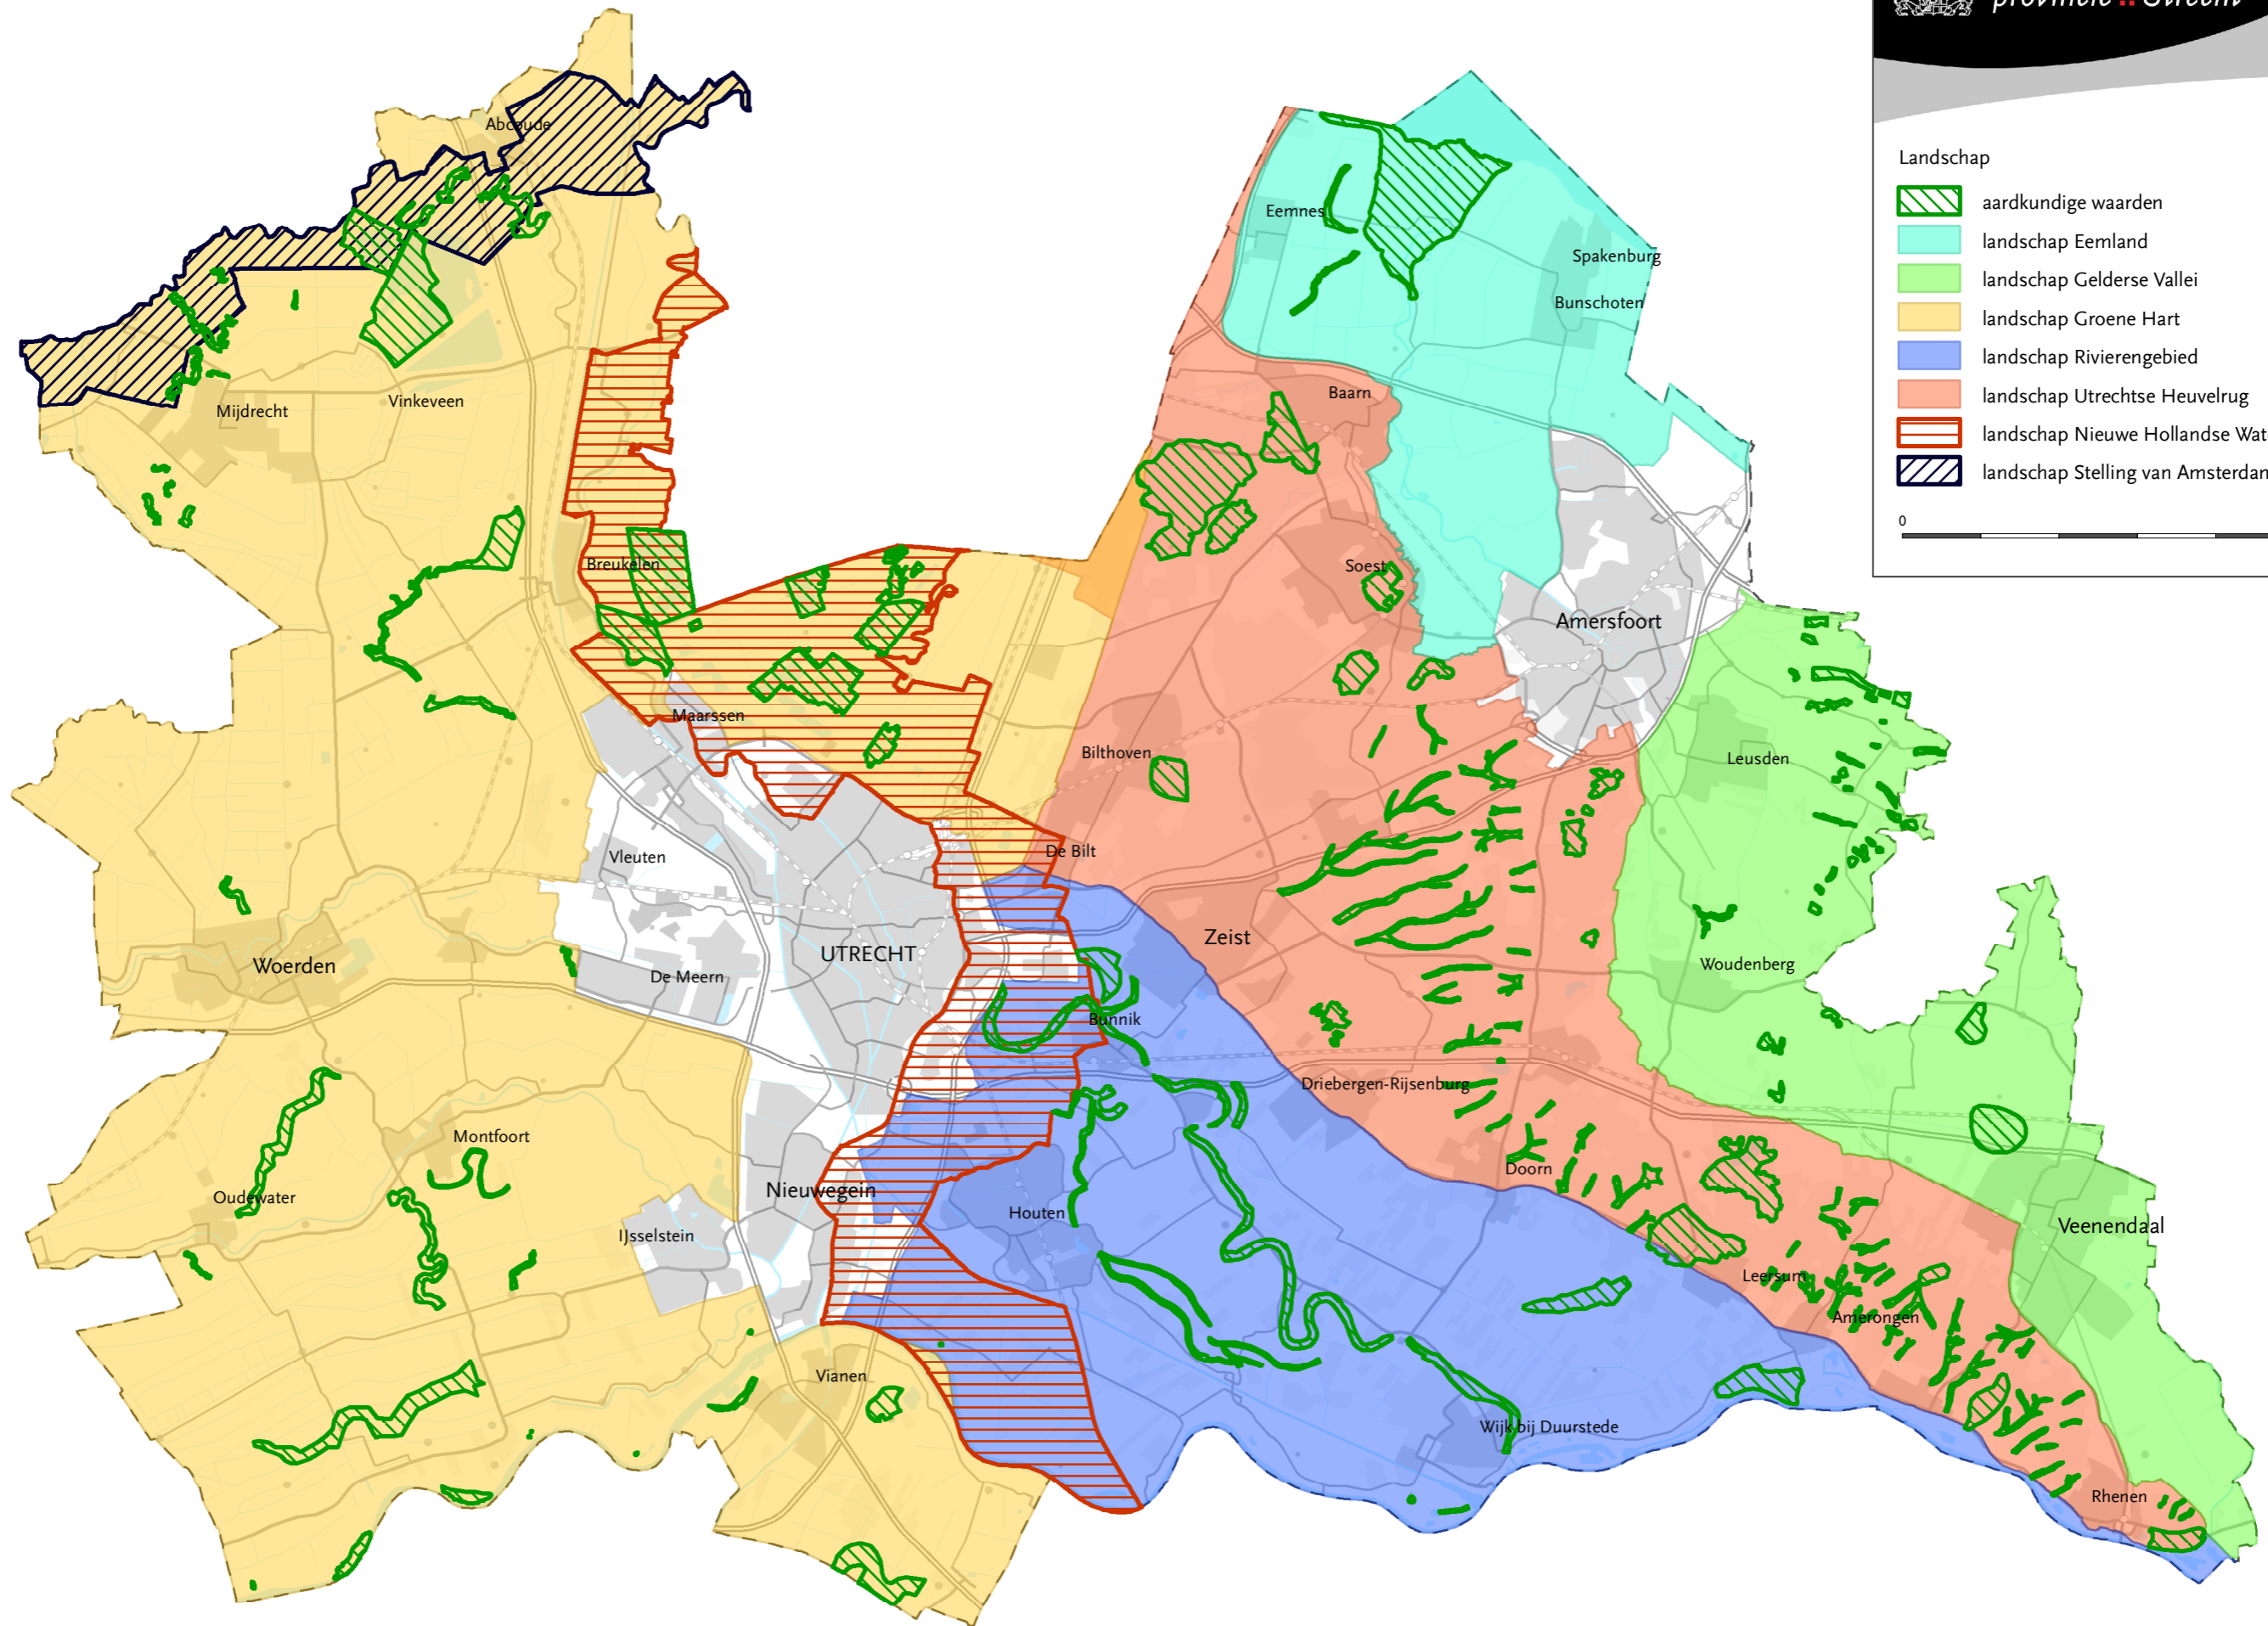 provincie :: Utrecht
Landschap
aardkundige waarden
landschap Eemland
landschap Gelderse Vallei
landschap Groene Hart
landschap Rivierengebied
landschap Utrechtse Heuvelrug
landschap Nieuwe Hollandse Wat
landschap Stelling van Amsterdam
0
Abcoude
Eemnes
Spakenburg
Bunschoten
Baarn
Vinkeveen
Mijdrecht
Breukelen
Soest
Amersfoort
Maarssen
Bilthoven
Leusden
De Bilt
Vleuten
Zeist
UTRECHT
Woerden
Woudenberg
De Meern
Bunnik
Driebergen-Rijsenburg
Montfoort
Doorn
Nieuwegein
Oudewater
Houten
Veenendaal
IJsselstein
Leersum
Amerongen
Vianen
Wijk bij Duurstede
Rhenen